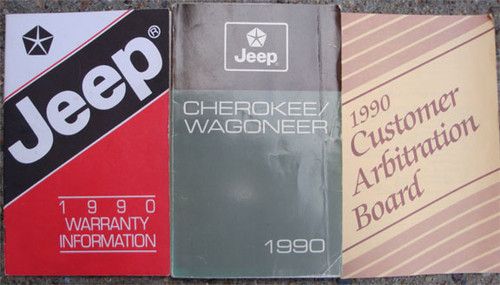 Jeep®
1990
WARRANTY
INFORMATION
Jeep
CHEROKEE/
WAGONEER
1990
1990
Customer
Arbitration
Board